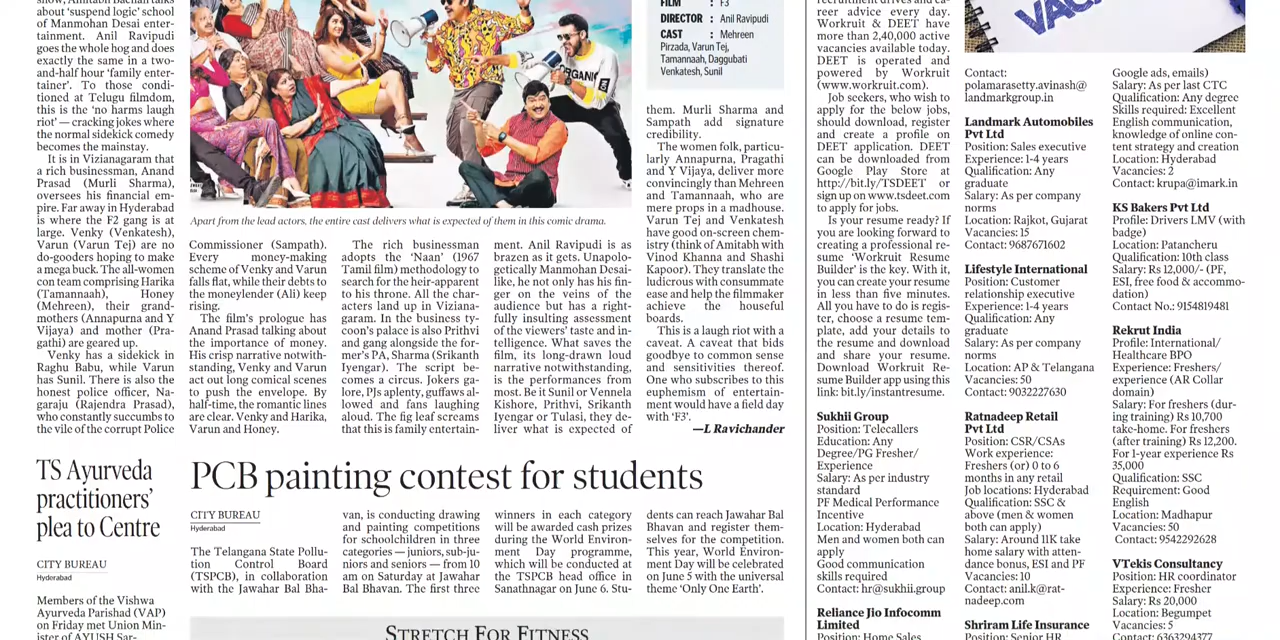 show, Amitabh Bachan talks
about ‘suspend logic’ school
of Manmohan Desai enter-
tainment. Anil Ravipudi
goes the whole hog and does
exactly the same in a two-
and-half hour ‘family enter-
tainer’. To those condi-
tioned at Telugu filmdom,
this is the ‘no harms laugh
riot’ — cracking jokes where
the normal sidekick comedy
becomes the mainstay.
It is in Vizianagaram that
a rich businessman, Anand
Prasad (Murli Sharma),
oversees his financial em-
pire. Far away in Hyderabad
is where the F2 gang is at
large. Venky (Venkatesh),
Varun (Varun Tej) are no
do-gooders hoping to make
a mega buck. The all-women
con team comprising Harika
(Tamannaah), Honey
(Mehreen), their grand-
mothers (Annapurna and Y
Vijaya) and mother (Pra-
gathi) are geared up.
Venky has a sidekick in
Raghu Babu, while Varun
has Sunil. There is also the
honest police officer, Na-
garaju (Rajendra Prasad),
who constantly succumbs to
the vile of the corrupt Police
ORGANIC
Apart from the lead actors, the entire cast delivers what is expected of them in this comic drama.
Commissioner (Sampath).
Every money-making
scheme of Venky and Varun
falls flat, while their debts to
the moneylender (Ali) keep
rising.
The film’s prologue has
Anand Prasad talking about
the importance of money.
His crisp narrative notwith-
standing, Venky and Varun
act out long comical scenes
to push the envelope. By
half-time, the romantic lines
are clear. Venky and Harika,
Varun and Honey.
The rich businessman
adopts the ‘Naan’ (1967
Tamil film) methodology to
search for the heir-apparent
to his throne. All the char-
acters land up in Viziana-
garam. In the business ty-
coon’s palace is also Prithvi
and gang alongside the for-
mer’s PA, Sharma (Srikanth
Iyengar). The script be-
comes a circus. Jokers ga-
lore, PJs aplenty, guffaws al-
lowed and fans laughing
aloud. The fig leaf screams
that this is family entertain-
ment. Anil Ravipudi is as
brazen as it gets. Unapolo-
getically Manmohan Desai-
like, he not only has his fin-
ger on the veins of the
audience but has a right-
fully insulting assessment
of the viewers’ taste and in-
telligence. What saves the
film, its long-drawn loud
narrative notwithstanding,
is the performances from
most. Be it Sunil or Vennela
Kishore, Prithvi, Srikanth
Iyengar or Tulasi, they de-
liver what is expected of
FILM : F3
DIRECTOR : Anil Ravipudi
CAST : Mehreen
Pirzada, Varun Tej,
Tamannaah, Daggubati
Venkatesh, Sunil
them. Murli Sharma and
Sampath add signature
credibility.
The women folk, particu-
larly Annapurna, Pragathi
and Y Vijaya, deliver more
convincingly than Mehreen
and Tamannaah, who are
mere props in a madhouse.
Varun Tej and Venkatesh
have good on-screen chem-
istry (think of Amitabh with
Vinod Khanna and Shashi
Kapoor). They translate the
ludicrous with consummate
ease and help the filmmaker
achieve the houseful
boards.
This is a laugh riot with a
caveat. A caveat that bids
goodbye to common sense
and sensitivities thereof.
One who subscribes to this
euphemism of entertain-
ment would have a field day
with ‘F3’.
—L Ravichander
TS Ayurveda
practitioners’
plea to Centre
CITY BUREAU
Hyderabad
Members of the Vishwa
Ayurveda Parishad (VAP)
on Friday met Union Min-
ister of AYUSH Sar-
PCB painting contest for students
CITY BUREAU
Hyderabad
The Telangana State Pollu-
tion Control Board
(TSPCB), in collaboration
with the Jawahar Bal Bha-
van, is conducting drawing
and painting competitions
for schoolchildren in three
categories — juniors, sub-ju-
niors and seniors — from 10
am on Saturday at Jawahar
Bal Bhavan. The first three
winners in each category
will be awarded cash prizes
during the World Environ-
ment Day programme,
which will be conducted at
the TSPCB head office in
Sanathnagar on June 6. Stu-
dents can reach Jawahar Bal
Bhavan and register them-
selves for the competition.
This year, World Environ-
ment Day will be celebrated
on June 5 with the universal
theme ‘Only One Earth’.
STRETCH FOR FITNESS
recruitment drives and ca-
reer advice every day.
Workruit & DEET have
more than 2,40,000 active
vacancies available today.
DEET is operated and
powered by Workruit
(www.workruit.com).
Job seekers, who wish to
apply for the below jobs,
should download, register
and create a profile on
DEET application. DEET
can be downloaded from
Google Play Store at
http://bit.ly/TSDEET or
sign up on www.tsdeet.com
to apply for jobs.
Is your resume ready? If
you are looking forward to
creating a professional re-
sume ‘Workruit Resume
Builder’ is the key. With it,
you can create your resume
in less than five minutes.
All you have to do is regis-
ter, choose a resume tem-
plate, add your details to
the resume and download
and share your resume.
Download Workruit Re-
sume Builder app using this
link: bit.ly/instantresume.
Sukhii Group
Position: Telecallers
Education: Any
Degree/PG Fresher/
Experience
Salary: As per industry
standard
PF Medical Performance
Incentive
Location: Hyderabad
Men and women both can
apply
Good communication
skills required
Contact: hr@sukhii.group
Reliance Jio Infocomm
Limited
Position: Home Sales
Contact:
polamarasetty.avinash@
landmarkgroup.in
Landmark Automobiles
Pvt Ltd
Position: Sales executive
Experience: 1-4 years
Qualification: Any
graduate
Salary: As per company
norms
Location: Rajkot, Gujarat
Vacancies: 15
Contact: 9687671602
Lifestyle International
Position: Customer
relationship executive
Experience: 1-4 years
Qualification: Any
graduate
Salary: As per company
norms
Location: AP & Telangana
Vacancies: 50
Contact: 9032227630
Ratnadeep Retail
Pvt Ltd
Position: CSR/CSAs
Work experience:
Freshers (or) 0 to 6
months in any retail
Job locations: Hyderabad
Qualification: SSC &
above (men & women
both can apply)
Salary: Around 11K take
home salary with atten-
dance bonus, ESI and PF
Vacancies: 10
Contact: anil.k@rat-
nadeep.com
Shriram Life Insurance
Position: Senior HR
Google ads, emails)
Salary: As per last CTC
Qualification: Any degree
Skills required: Excellent
English communication,
knowledge of online con-
tent strategy and creation
Location: Hyderabad
Vacancies: 2
Contact: krupa@imark.in
KS Bakers Pvt Ltd
Profile: Drivers LMV (with
badge)
Location: Patancheru
Qualification: 10th class
Salary: Rs 12,000/- (PF,
ESI, free food & accommo-
dation)
Contact No.: 9154819481
Rekrut India
Profile: International/
Healthcare BPO
Experience: Freshers/
experience (AR Collar
domain)
Salary: For freshers (dur-
ing training) Rs 10,700
take-home. For freshers
(after training) Rs 12,200.
For 1-year experience Rs
35,000
Qualification: SSC
Requirement: Good
English
Location: Madhapur
Vacancies: 50
Contact: 9542292628
VTekis Consultancy
Position: HR coordinator
Experience: Fresher
Salary: Rs 20,000
Location: Begumpet
Vacancies: 5
Contact: 6363294377